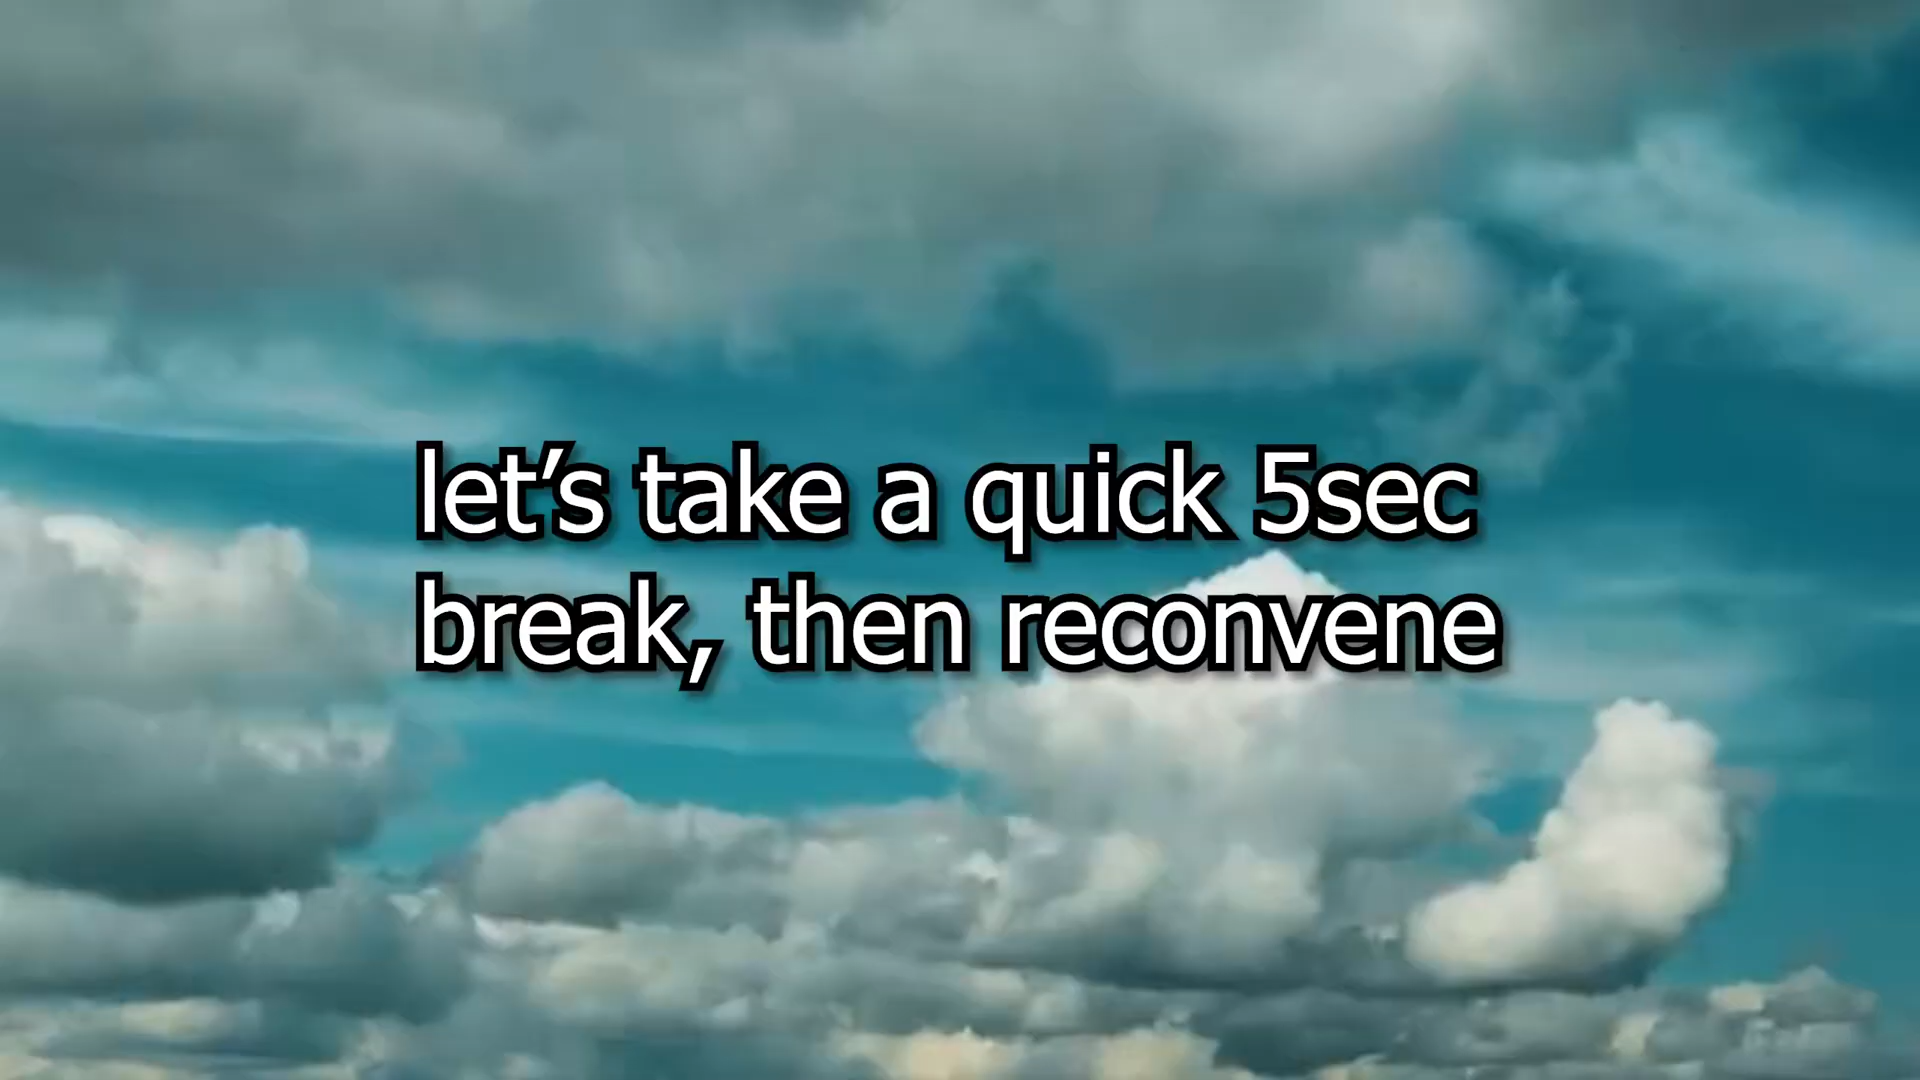 let’s take a quick 5sec
break, then reconvene